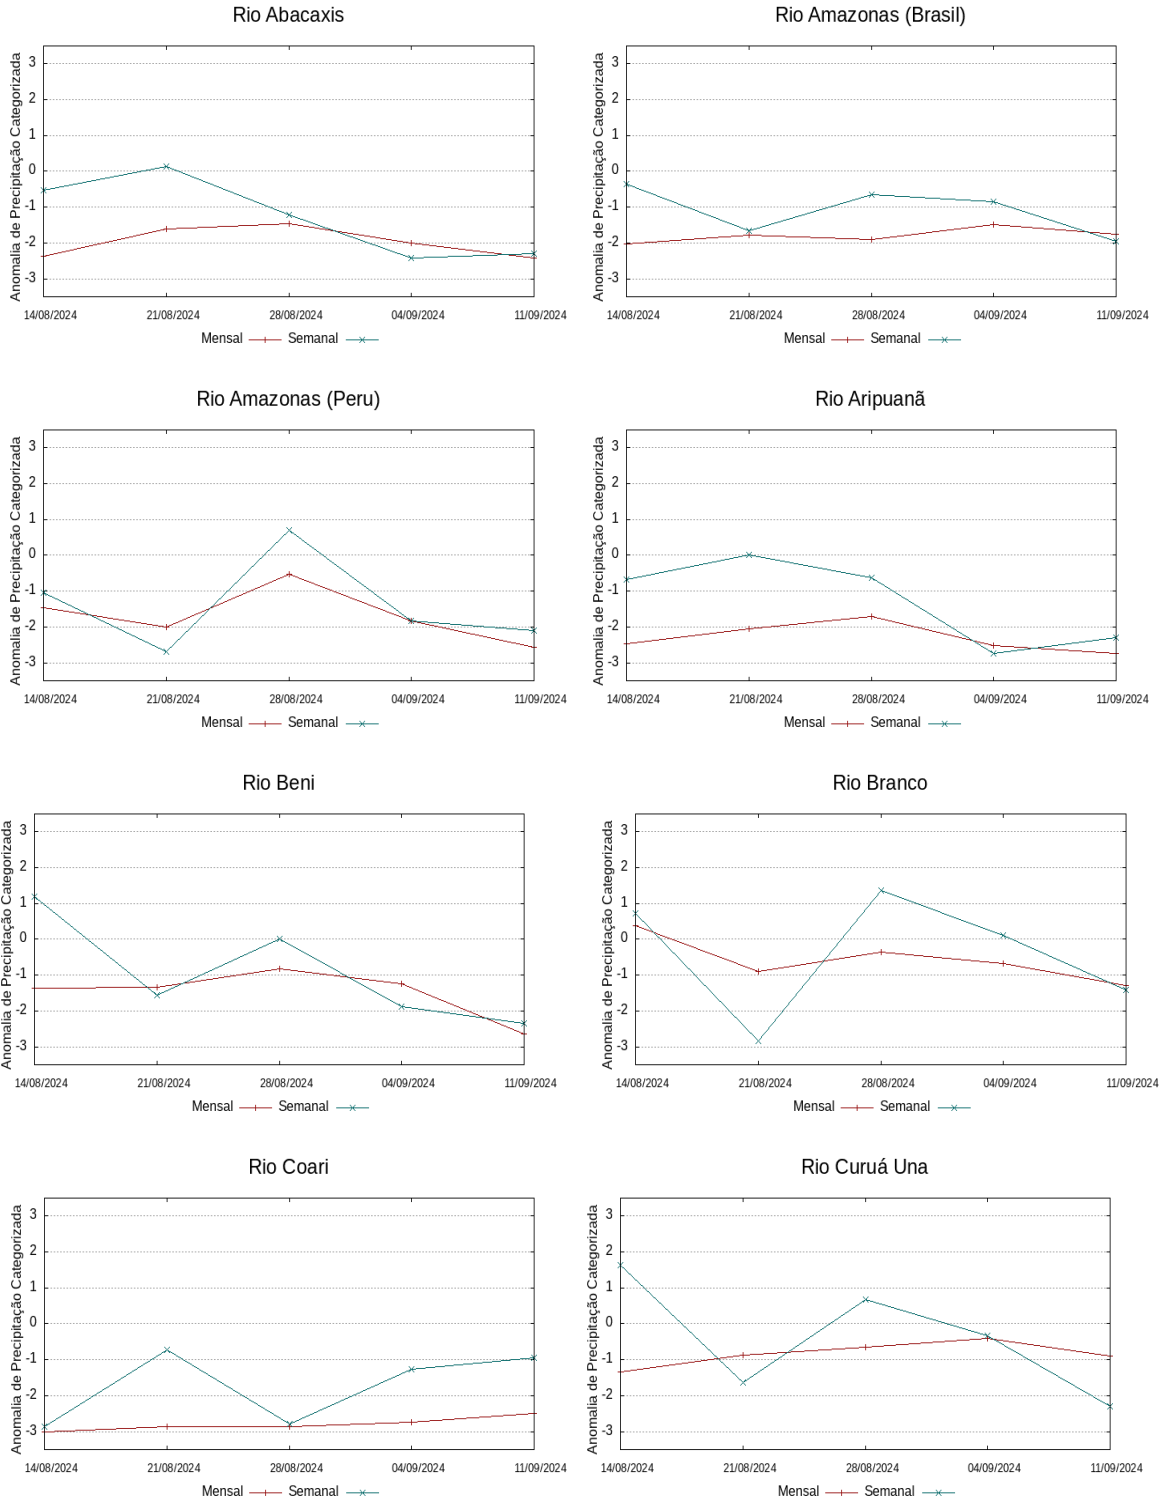 Rio Abacaxis
Anomalia de Precipitação Categorizada
3
2
1
0
-1
-2
-3
14/08/2024 21/08/2024 28/08/2024 04/09/2024 11/09/2024
Mensal Semanal
Rio Amazonas (Brasil)
Anomalia de Precipitação Categorizada
3
2
1
0
-1
-2
-3
14/08/2024 21/08/2024 28/08/2024 04/09/2024 11/09/2024
Mensal Semanal
Rio Amazonas (Peru)
Anomalia de Precipitação Categorizada
3
2
1
0
-1
-2
-3
14/08/2024 21/08/2024 28/08/2024 04/09/2024 11/09/2024
Mensal Semanal
Rio Aripuanã
Anomalia de Precipitação Categorizada
3
2
1
0
-1
-2
-3
14/08/2024 21/08/2024 28/08/2024 04/09/2024 11/09/2024
Mensal Semanal
Rio Beni
Anomalia de Precipitação Categorizada
3
2
1
0
-1
-2
-3
14/08/2024 21/08/2024 28/08/2024 04/09/2024 11/09/2024
Mensal Semanal
Rio Branco
Anomalia de Precipitação Categorizada
3
2
1
0
-1
-2
-3
14/08/2024 21/08/2024 28/08/2024 04/09/2024 11/09/2024
Mensal Semanal
Rio Coari
Anomalia de Precipitação Categorizada
3
2
1
0
-1
-2
-3
14/08/2024 21/08/2024 28/08/2024 04/09/2024 11/09/2024
Mensal Semanal
Rio Curuá Una
Anomalia de Precipitação Categorizada
3
2
1
0
-1
-2
-3
14/08/2024 21/08/2024 28/08/2024 04/09/2024 11/09/2024
Mensal Semanal